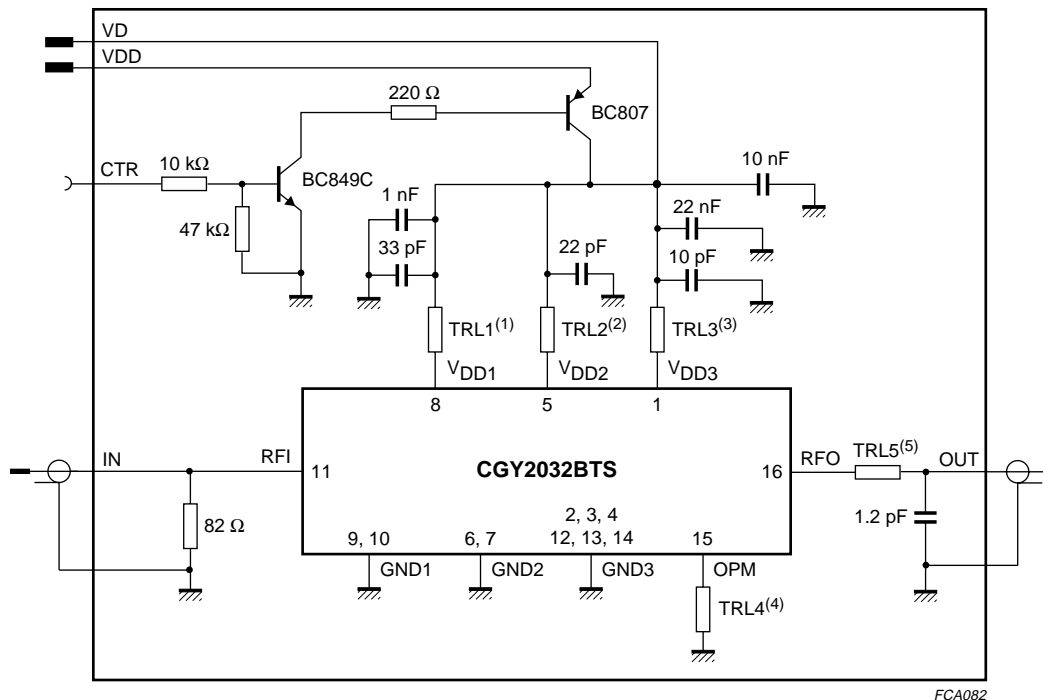 VD
VDD
220 Ω
BC807
CTR
10 kΩ
BC849C
10 nF
1 nF
22 nF
47 kΩ
33 pF
22 pF
10 pF
TRL1(1)
TRL2(2)
TRL3(3)
VDD1
VDD2
VDD3
8
5
1
IN
RFI
11
CGY2032BTS
16
RFO
TRL5(5)
OUT
82 Ω
1.2 pF
9, 10
6, 7
2, 3, 4
12, 13, 14
15
GND1
GND2
GND3
OPM
TRL4(4)
FCA082